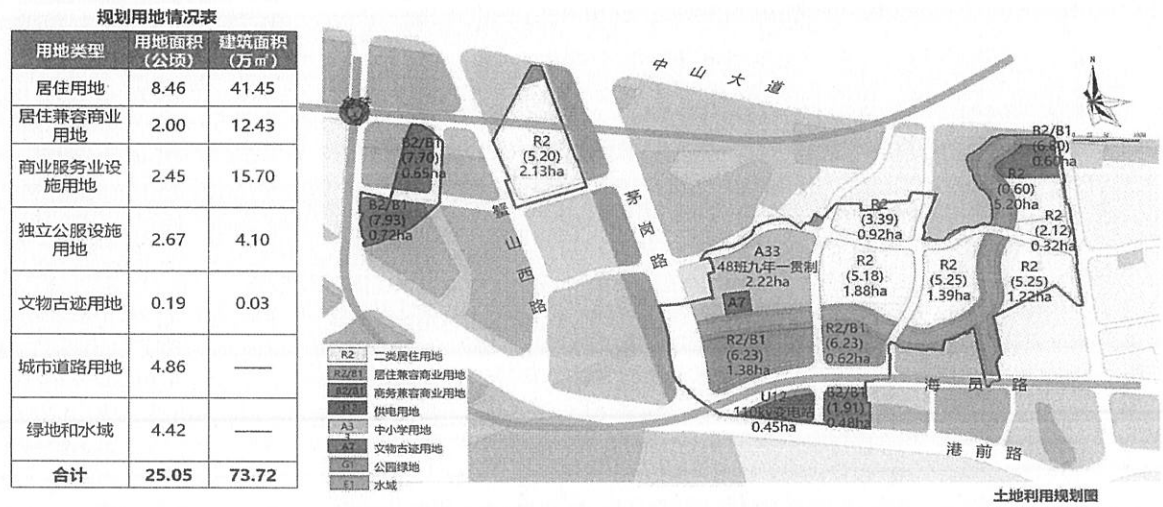 规划用地情况表
用地类型 用地面积（公顷） 建筑面积（万㎡）
居住用地 8.46 41.45
居住兼容商业用地 2.00 12.43
商业服务业设施用地 2.45 15.70
独立公服设施用地 2.67 4.10
文物古迹用地 0.19 0.03
城市道路用地 4.86 ——
绿地和水域 4.42 ——
合计 25.05 73.72
中山大道
N
B2/B1
(7.70)
0.65ha
B2/B1
(7.93)
0.72ha
R2
(5.20)
2.13ha
蟹山西路
茅岗路
B2/B1
(6.80)
0.60ha
R2
(0.60)
5.20ha
R2
(2.12)
0.32ha
R2
(3.39)
0.92ha
A33
48班九年一贯制
2.22ha
A7
R2
(5.18)
1.88ha
R2
(5.25)
1.39ha
R2
(5.25)
1.22ha
R2/B1
(6.23)
1.38ha
R2/B1
(6.23)
0.62ha
U12
110kv变电站
0.45ha
B2/B1
(1.91)
0.48ha
海员路
港前路
R2 二类居住用地
R2/B1 居住兼容商业用地
B2/B1 商务兼容商业用地
供电用地
A3 中小学用地
3
A7 文物古迹用地
G1 公园绿地
E1 水域
土地利用规划图